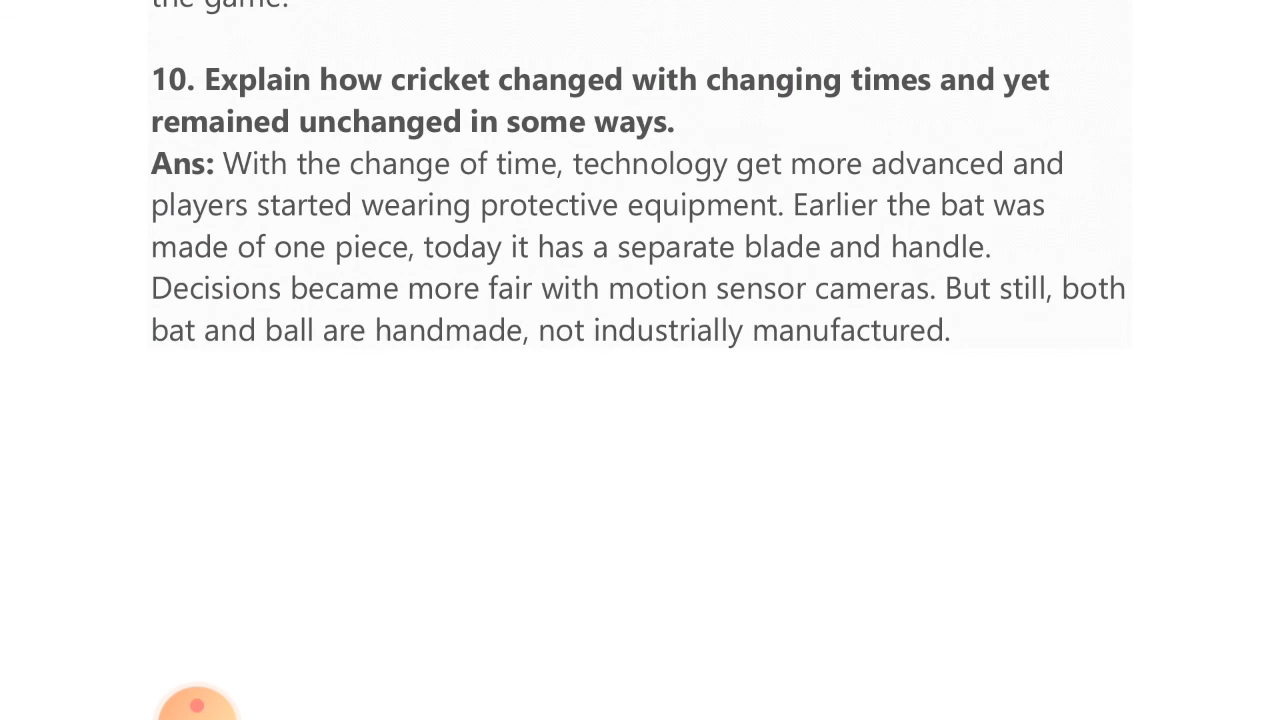 the game.
10. Explain how cricket changed with changing times and yet
remained unchanged in some ways.
Ans: With the change of time, technology get more advanced and
players started wearing protective equipment. Earlier the bat was
made of one piece, today it has a separate blade and handle.
Decisions became more fair with motion sensor cameras. But still, both
bat and ball are handmade, not industrially manufactured.